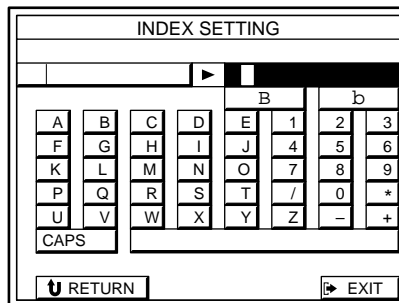 INDEX SETTING
B b
A B C D E 1 2 3
F G H I J 4 5 6
K L M N O 7 8 9
P Q R S T / 0 *
U V W X Y Z – +
CAPS
RETURN EXIT